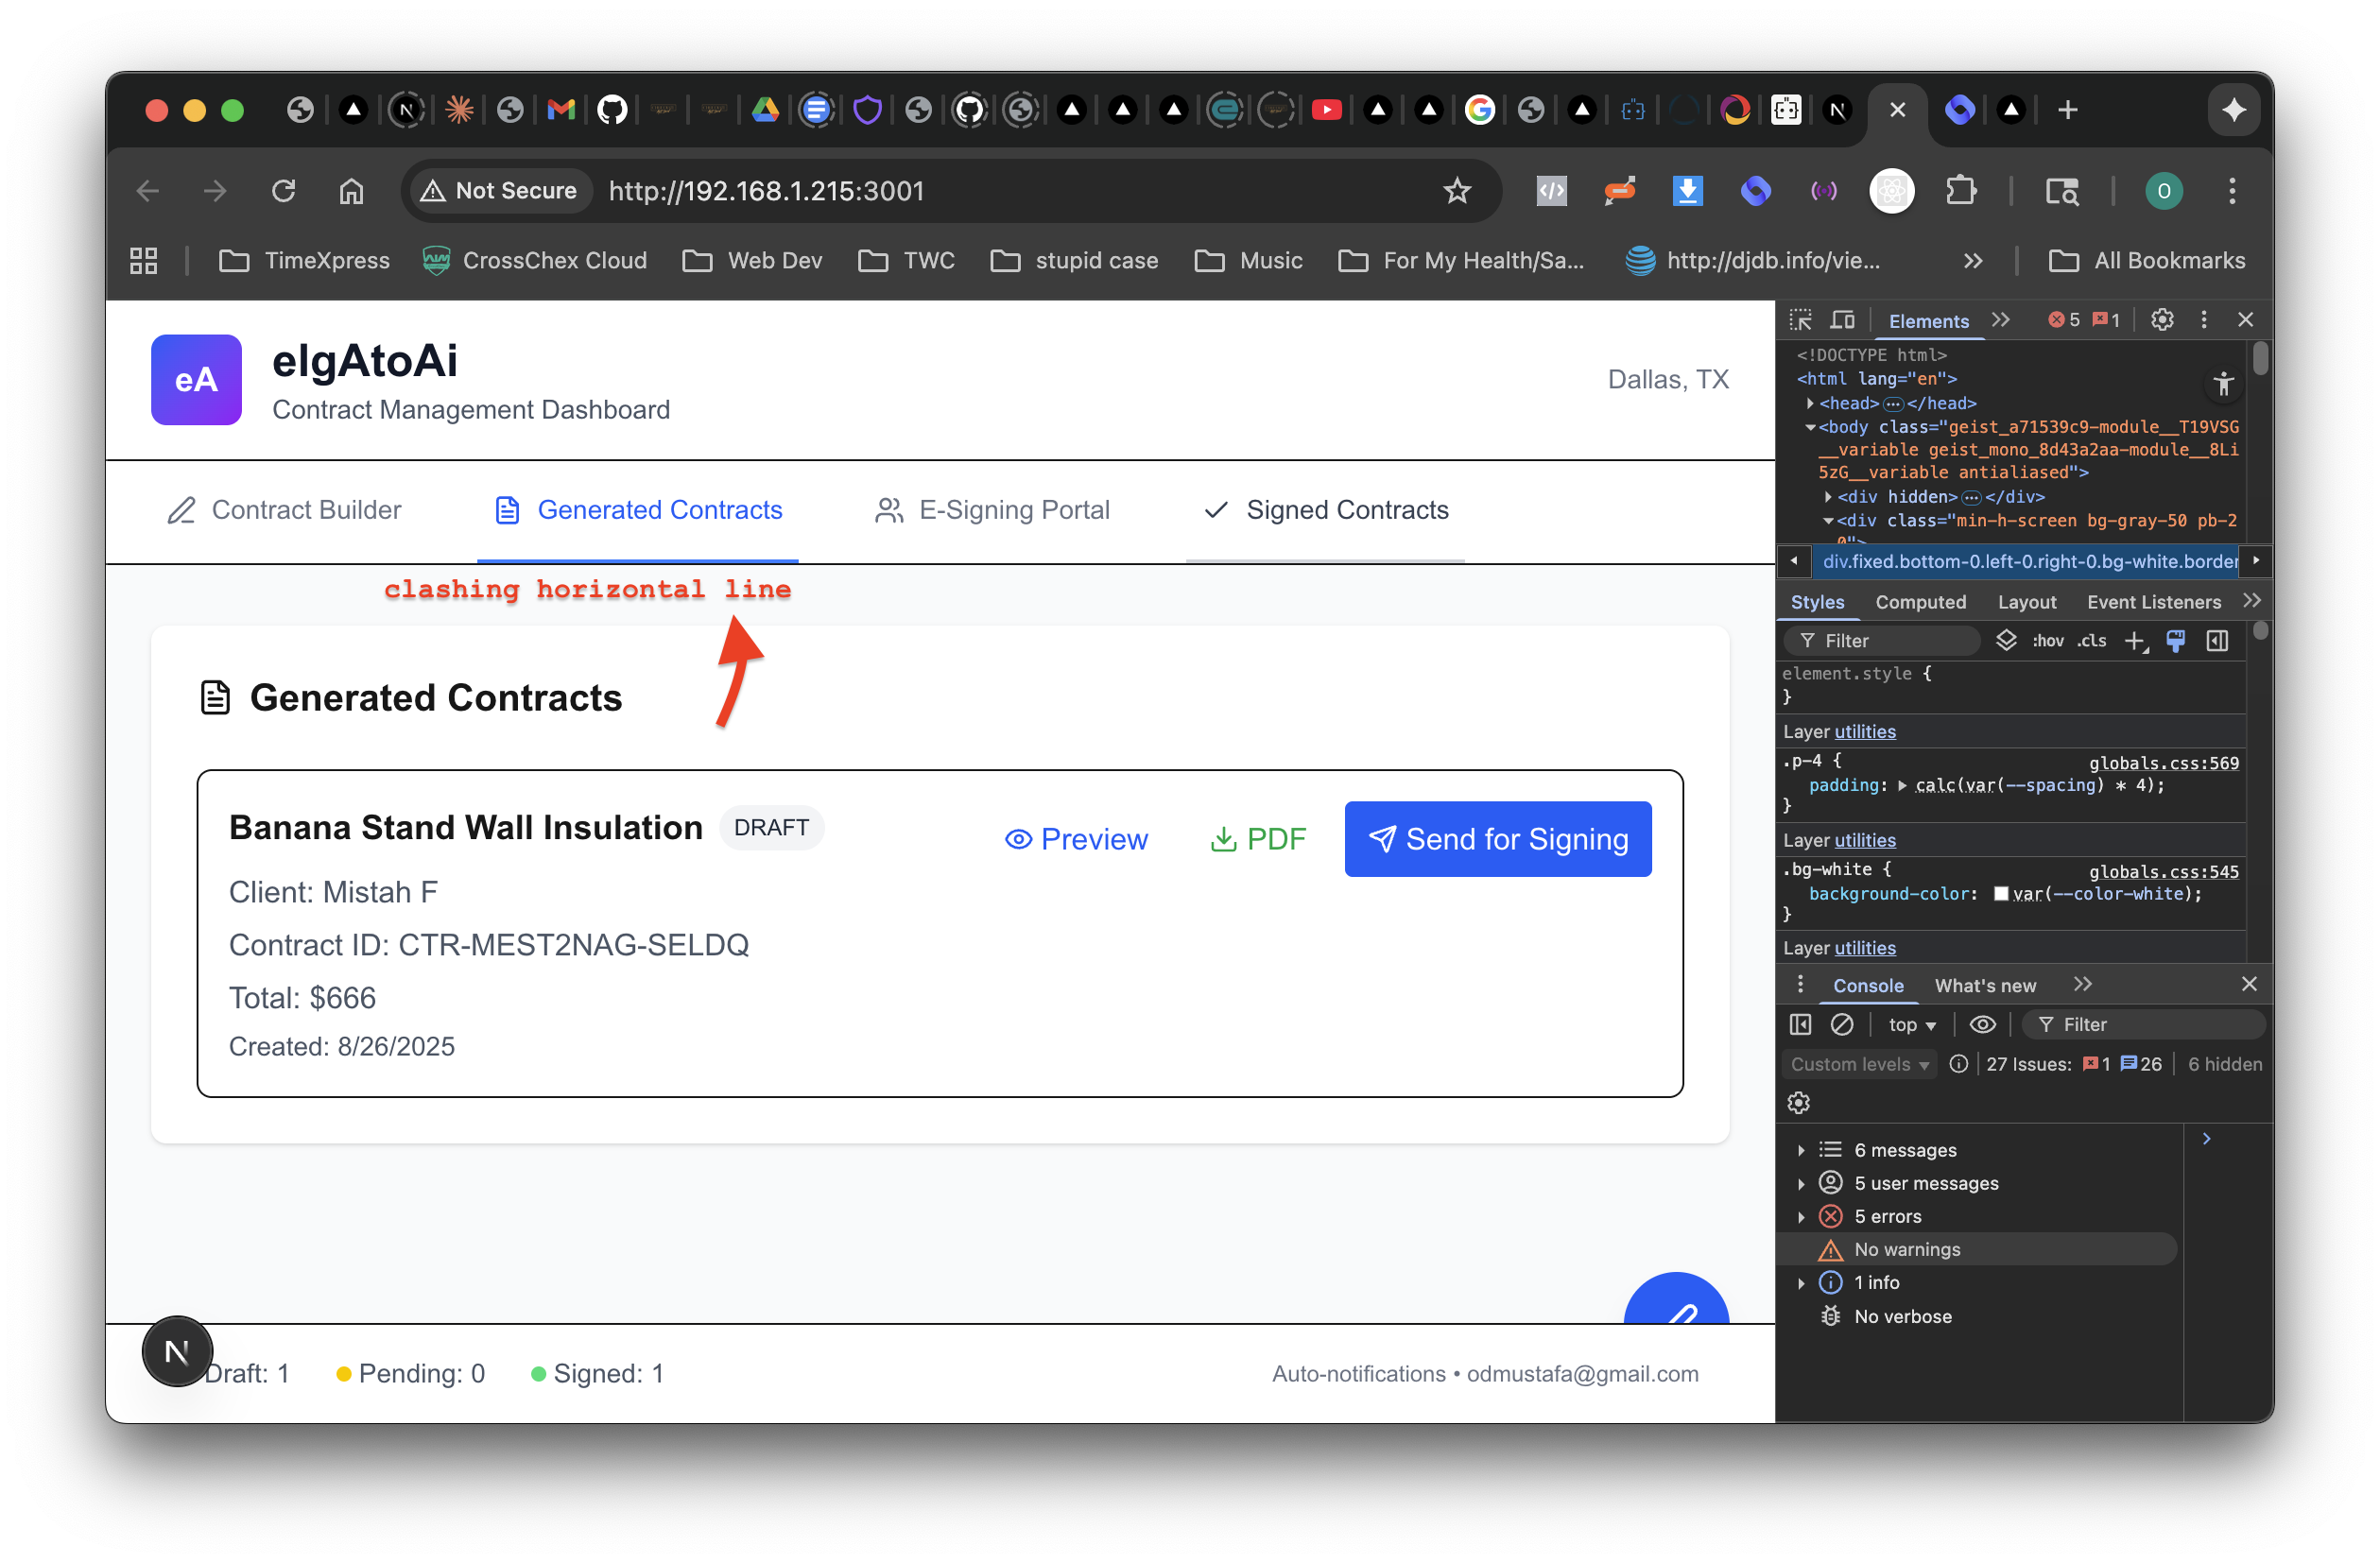 Not Secure
http://192.168.1.215:3001
TimeXpress
CrossChex Cloud
Web Dev
TWC
stupid case
Music
For My Health/Sa...
http://djdb.info/vie...
All Bookmarks
eA
elgAtoAi
Contract Management Dashboard
Dallas, TX
Contract Builder
Generated Contracts
E-Signing Portal
Signed Contracts
clashing horizontal line
Generated Contracts
Banana Stand Wall Insulation
DRAFT
Preview
PDF
Send for Signing
Client: Mistah F
Contract ID: CTR-MEST2NAG-SELDQ
Total: $666
Created: 8/26/2025
N
Draft: 1
Pending: 0
Signed: 1
Auto-notifications • odmustafa@gmail.com
Elements
5
1
<!DOCTYPE html>
<html lang="en">
<head>…</head>
<body class="geist_a71539c9-module__T19VSG
__variable geist_mono_8d43a2aa-module__8Li
5zG__variable antialiased">
<div hidden>…</div>
<div class="min-h-screen bg-gray-50 pb-2
0">
div.fixed.bottom-0.left-0.right-0.bg-white.border
Styles
Computed
Layout
Event Listeners
Filter
:hov
.cls
element.style {
}
Layer utilities
.p-4 {
globals.css:569
padding: calc(var(--spacing) * 4);
}
Layer utilities
.bg-white {
globals.css:545
background-color: var(--color-white);
}
Layer utilities
Console
What's new
top
Filter
Custom levels
27 Issues:
1
26
6 hidden
6 messages
5 user messages
5 errors
No warnings
1 info
No verbose